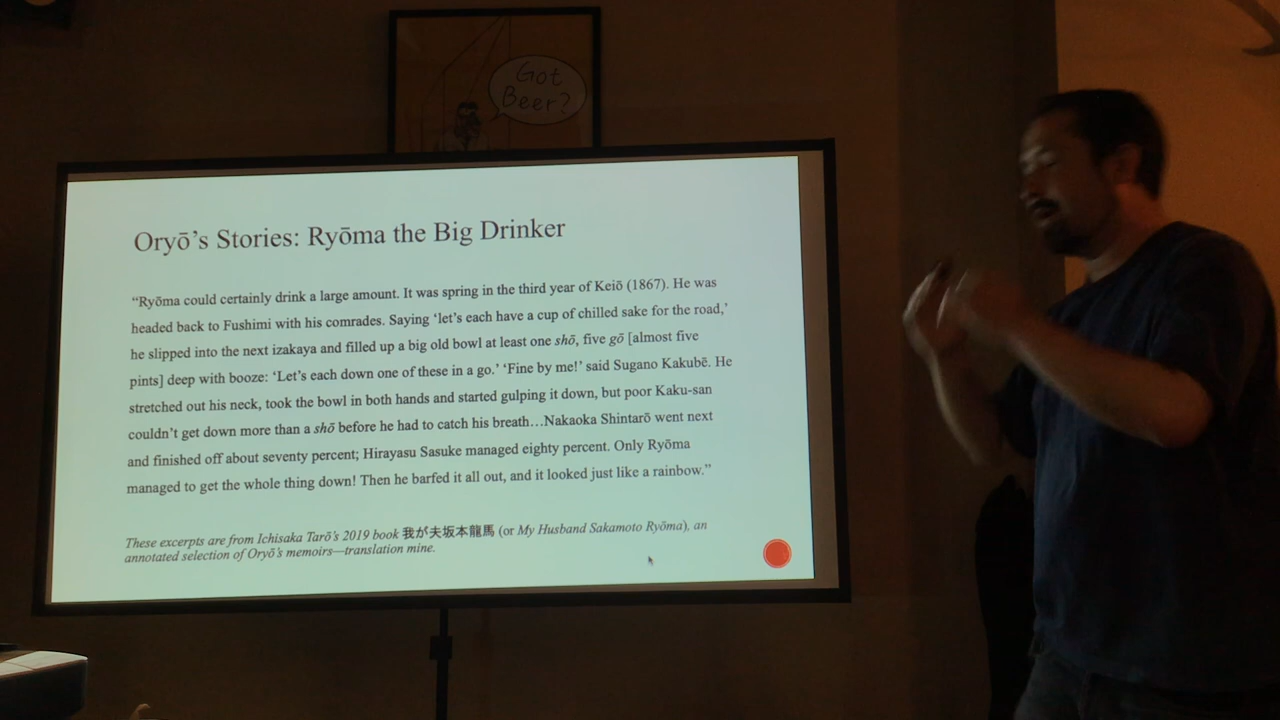 Got
Beer?
Oryō’s Stories: Ryōma the Big Drinker
“Ryōma could certainly drink a large amount. It was spring in the third year of Keiō (1867). He was
headed back to Fushimi with his comrades. Saying ‘let’s each have a cup of chilled sake for the road,’
he slipped into the next izakaya and filled up a big old bowl at least one shō, five gō [almost five
pints] deep with booze: ‘Let’s each down one of these in a go.’ ‘Fine by me!’ said Sugano Kakubē. He
stretched out his neck, took the bowl in both hands and started gulping it down, but poor Kaku-san
couldn’t get down more than a shō before he had to catch his breath…Nakaoka Shintarō went next
and finished off about seventy percent; Hirayasu Sasuke managed eighty percent. Only Ryōma
managed to get the whole thing down! Then he barfed it all out, and it looked just like a rainbow.”
These excerpts are from Ichisaka Tarō’s 2019 book 我が夫坂本龍馬 (or My Husband Sakamoto Ryōma), an
annotated selection of Oryō’s memoirs—translation mine.